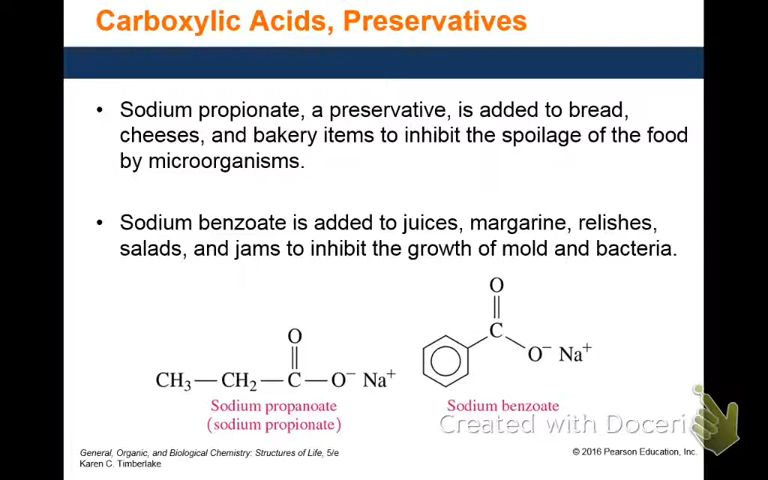 Carboxylic Acids, Preservatives
• Sodium propionate, a preservative, is added to bread,
cheeses, and bakery items to inhibit the spoilage of the food
by microorganisms.
• Sodium benzoate is added to juices, margarine, relishes,
salads, and jams to inhibit the growth of mold and bacteria.
O
C
O⁻ Na⁺
O
CH₃—CH₂—C—O⁻ Na⁺
Sodium propanoate
(sodium propionate)
Sodium benzoate
Created with Doceri
General, Organic, and Biological Chemistry: Structures of Life, 5/e
Karen C. Timberlake
© 2016 Pearson Education, Inc.